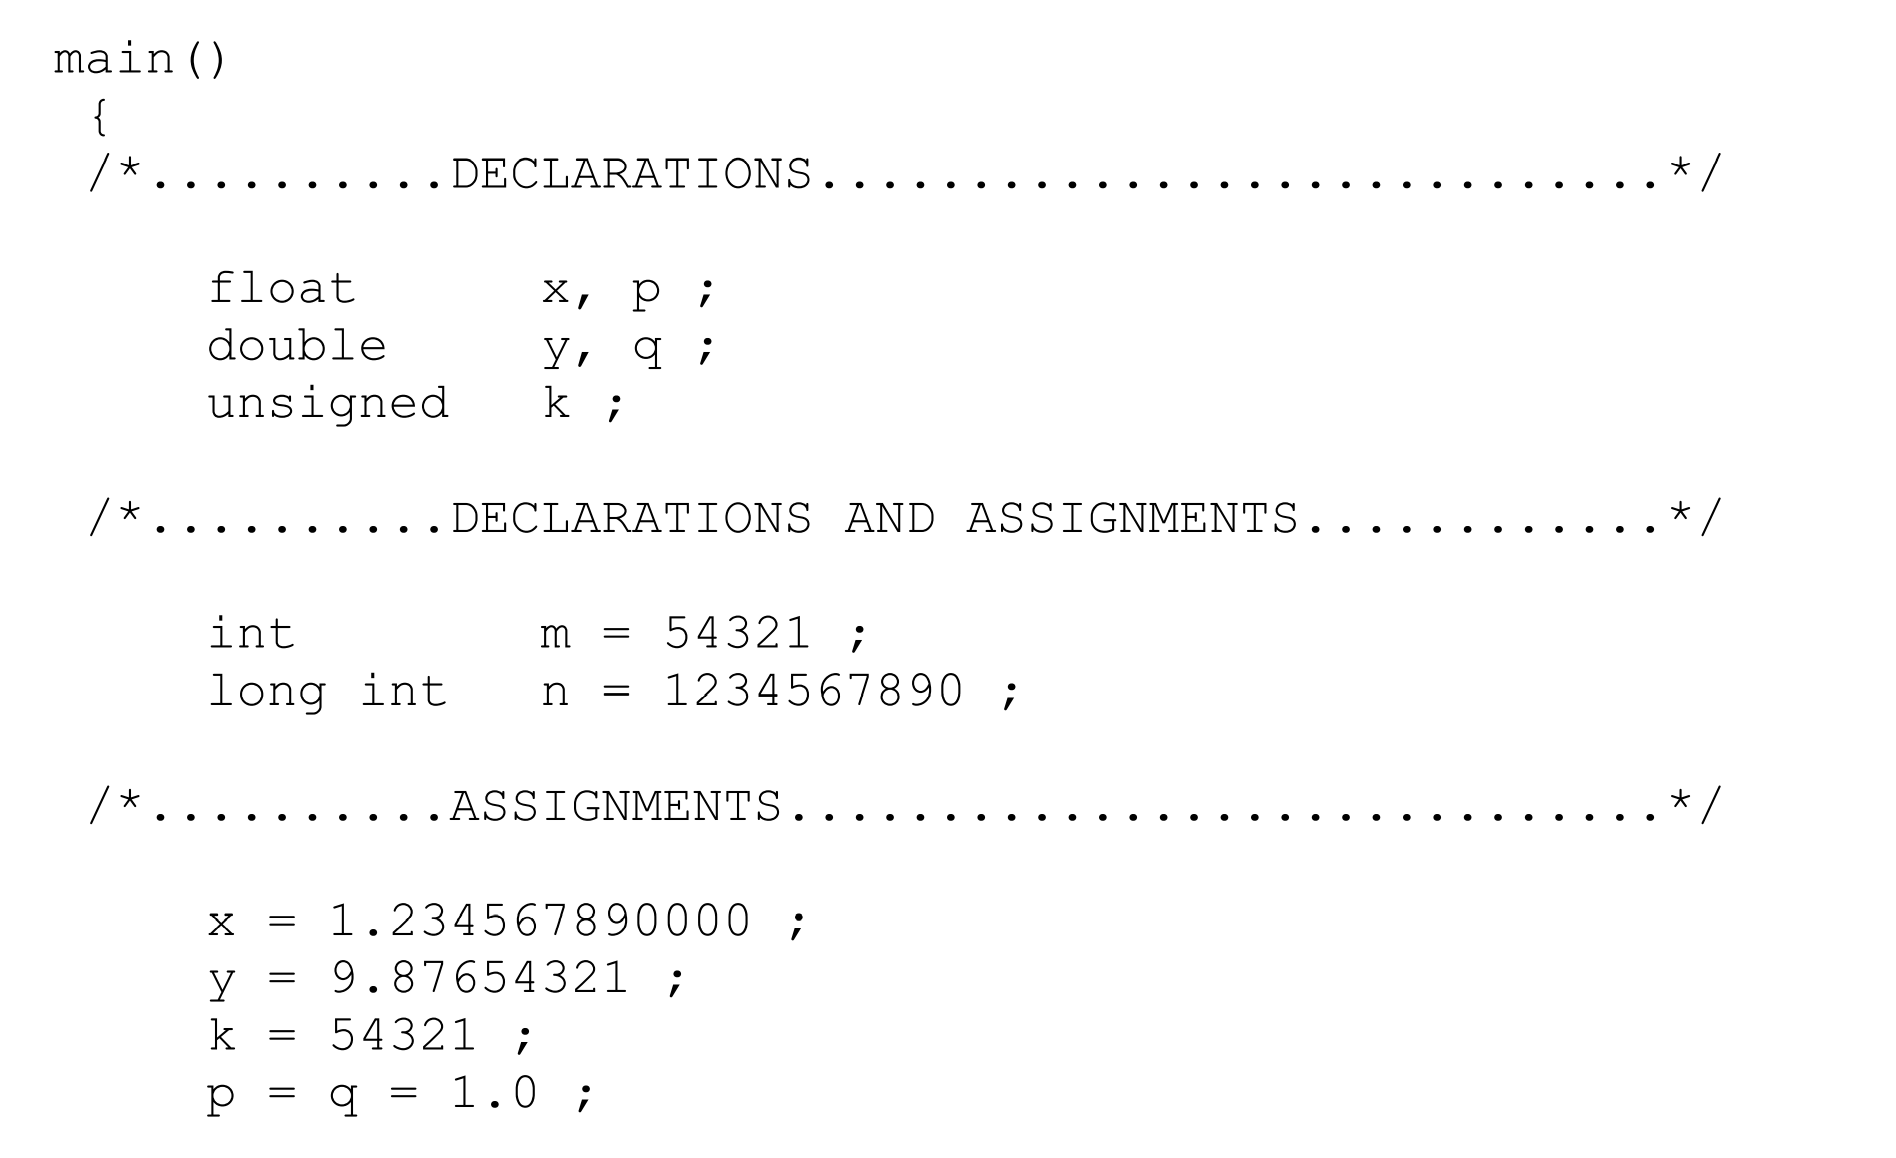 main()
{
/*..........DECLARATIONS............................*/
float x, p ;
double y, q ;
unsigned k ;
/*..........DECLARATIONS AND ASSIGNMENTS............*/
int m = 54321 ;
long int n = 1234567890 ;
/*..........ASSIGNMENTS.............................*/
x = 1.234567890000 ;
y = 9.87654321 ;
k = 54321 ;
p = q = 1.0 ;